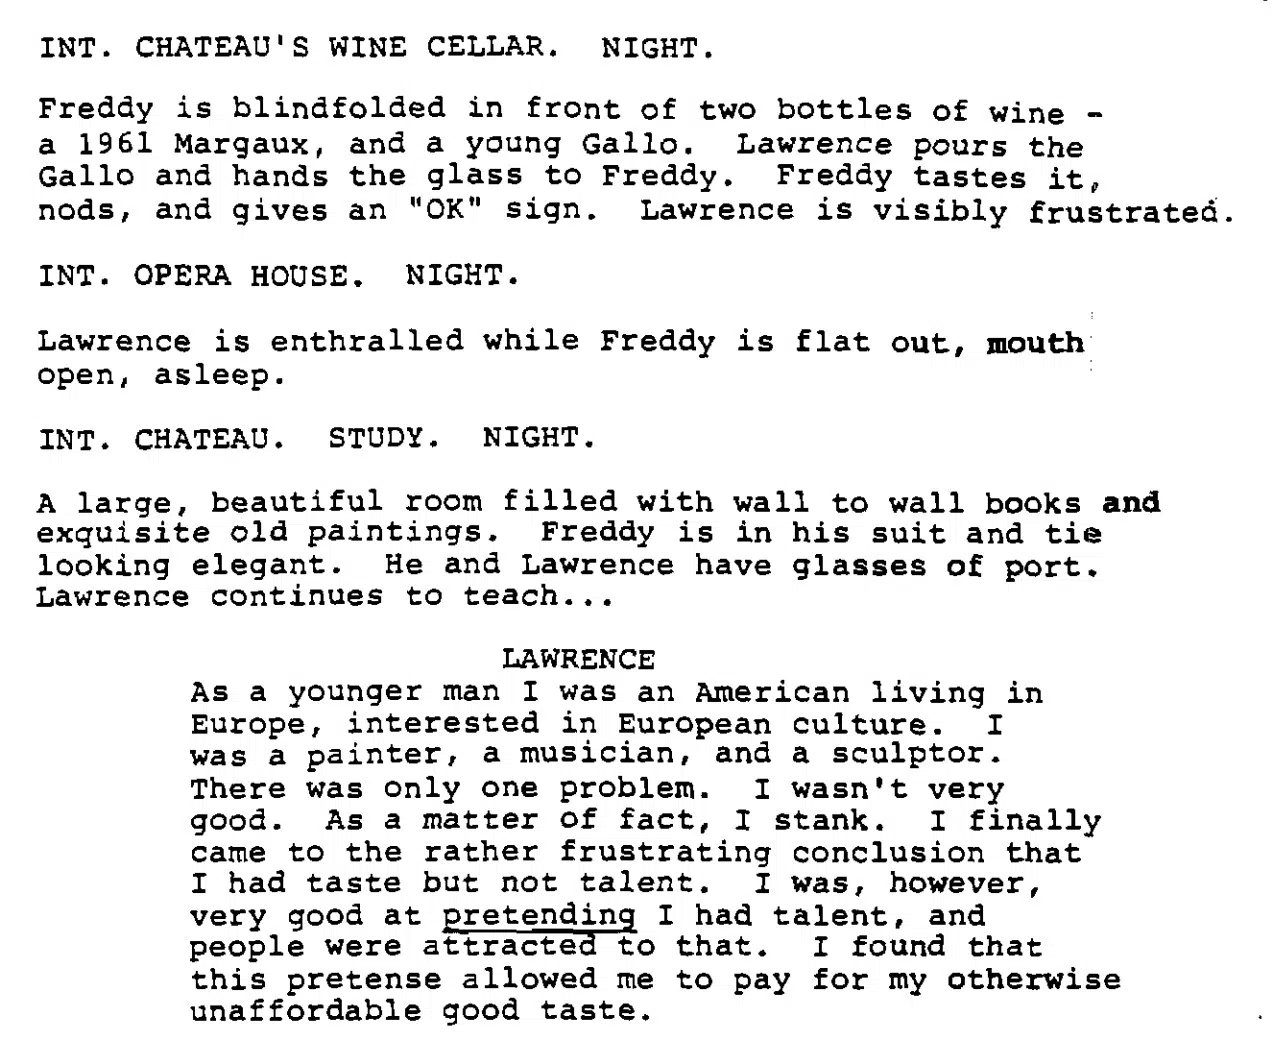 INT. CHATEAU'S WINE CELLAR.  NIGHT.
Freddy is blindfolded in front of two bottles of wine -
a 1961 Margaux, and a young Gallo.  Lawrence pours the
Gallo and hands the glass to Freddy.  Freddy tastes it,
nods, and gives an "OK" sign.  Lawrence is visibly frustrated.
INT. OPERA HOUSE.  NIGHT.
Lawrence is enthralled while Freddy is flat out, mouth
open, asleep.
INT. CHATEAU.  STUDY.  NIGHT.
A large, beautiful room filled with wall to wall books and
exquisite old paintings.  Freddy is in his suit and tie
looking elegant.  He and Lawrence have glasses of port.
Lawrence continues to teach...
LAWRENCE
As a younger man I was an American living in
Europe, interested in European culture.  I
was a painter, a musician, and a sculptor.
There was only one problem.  I wasn't very
good.  As a matter of fact, I stank.  I finally
came to the rather frustrating conclusion that
I had taste but not talent.  I was, however,
very good at pretending I had talent, and
people were attracted to that.  I found that
this pretense allowed me to pay for my otherwise
unaffordable good taste.